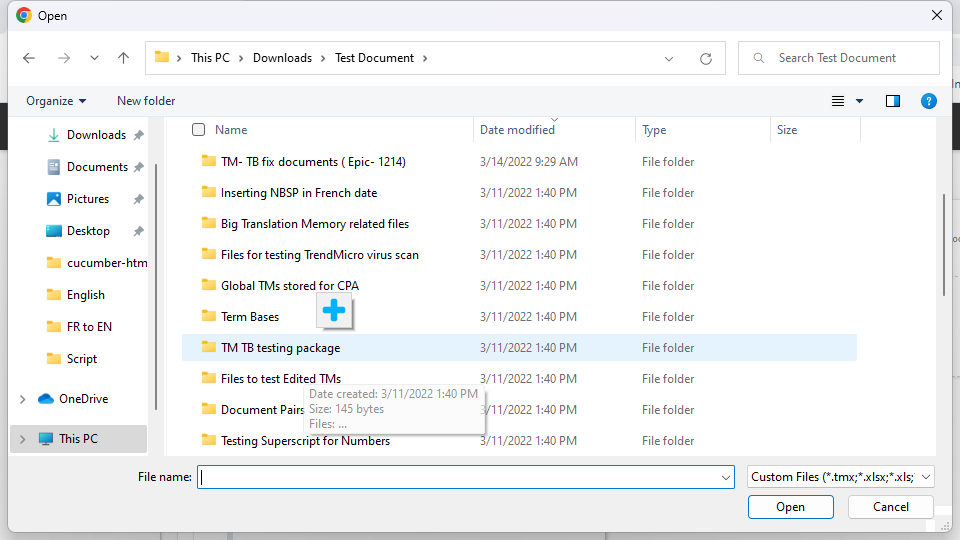 Open
This PC > Downloads > Test Document >
Search Test Document
Organize
New folder
Name
Date modified
Type
Size
Downloads
Documents
Pictures
Desktop
cucumber-htm
English
FR to EN
Script
OneDrive
This PC
TM- TB fix documents ( Epic- 1214) 3/14/2022 9:29 AM File folder
Inserting NBSP in French date 3/11/2022 1:40 PM File folder
Big Translation Memory related files 3/11/2022 1:40 PM File folder
Files for testing TrendMicro virus scan 3/11/2022 1:40 PM File folder
Global TMs stored for CPA 3/11/2022 1:40 PM File folder
Term Bases 3/11/2022 1:40 PM File folder
TM TB testing package 3/11/2022 1:40 PM File folder
Files to test Edited TMs 3/11/2022 1:40 PM File folder
Document Pairs 3/11/2022 1:40 PM File folder
Testing Superscript for Numbers 3/11/2022 1:40 PM File folder
Date created: 3/11/2022 1:40 PM
Size: 145 bytes
Files: ...
File name:
Custom Files (*.tmx;*.xlsx;*.xls;
Open
Cancel